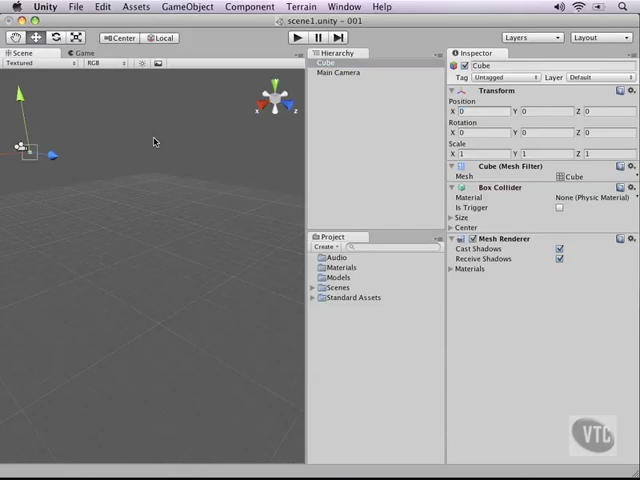 Unity File Edit Assets GameObject Component Terrain Window Help
scene1.unity - 001
Center Local Layers Layout
Scene Game
Textured RGB
y
x z
Hierarchy
Cube
Main Camera
Project
Create
Audio
Materials
Models
Scenes
Standard Assets
Inspector
Cube
Tag Untagged Layer Default
Transform
Position
X 0 Y 0 Z 0
Rotation
X 0 Y 0 Z 0
Scale
X 1 Y 1 Z 1
Cube (Mesh Filter)
Mesh Cube
Box Collider
Material None (Physic Material)
Is Trigger
Size
Center
Mesh Renderer
Cast Shadows
Receive Shadows
Materials
VTC